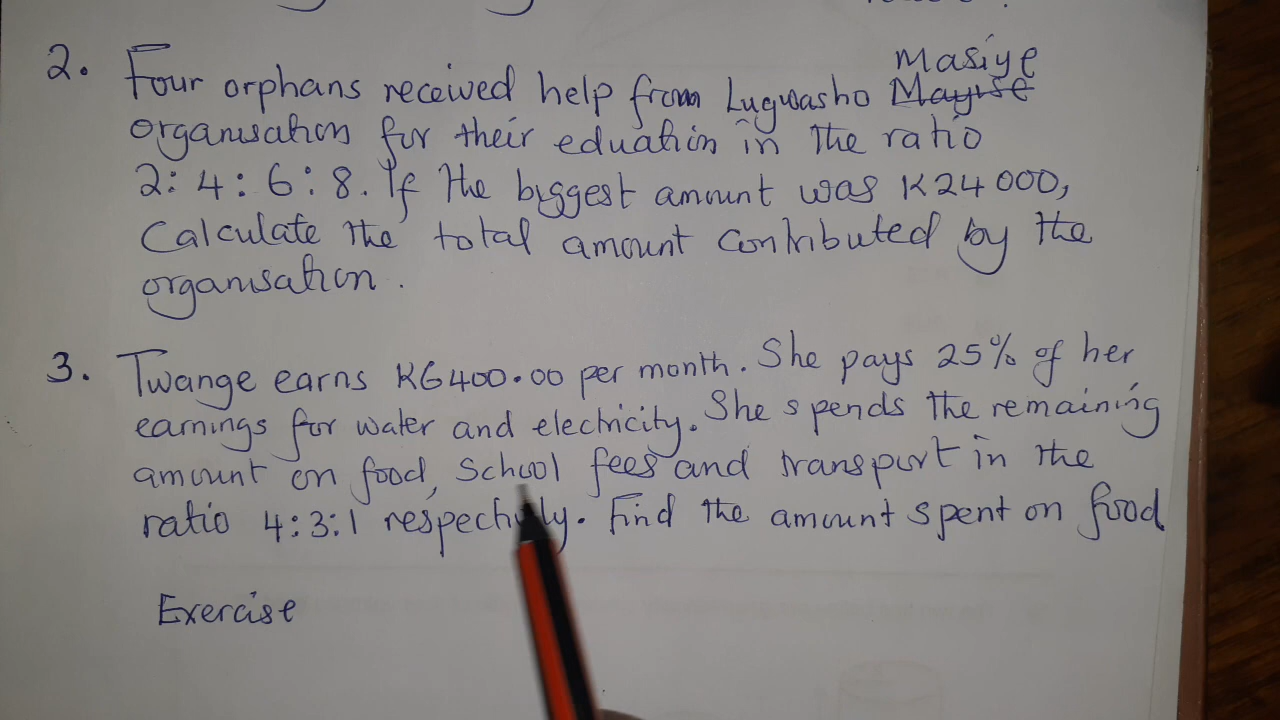 Masiye
2. Four orphans received help from Lugwasho Mayise
organisation for their eduation in the ratio
2:4:6:8. If the biggest amount was K24 000,
Calculate the total amount contributed by the
organisation.
3. Twange earns K6400.00 per month. She pays 25% of her
earnings for water and electricity. She spends the remaining
amount on food, School fees and transport in the
ratio 4:3:1 respectively. Find the amount spent on food
Exercise